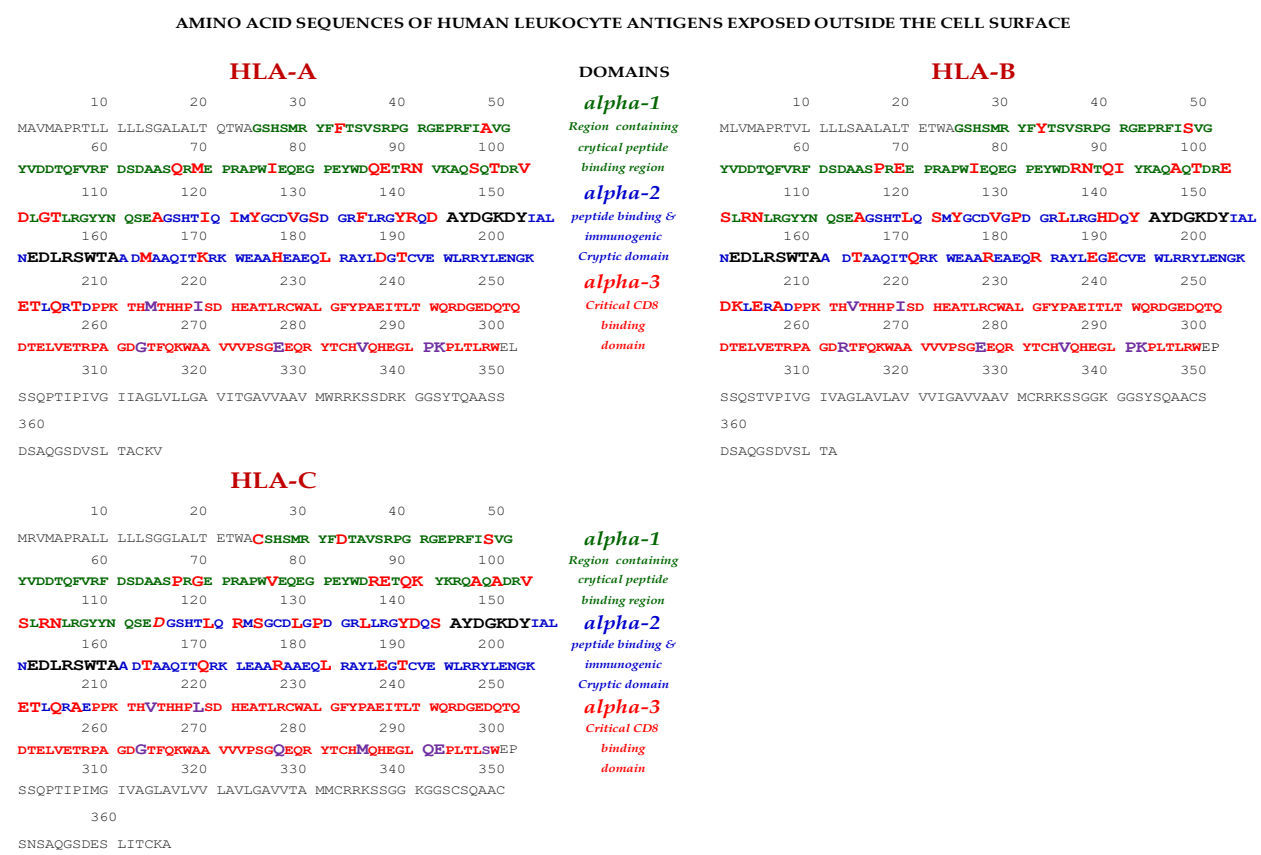 AMINO ACID SEQUENCES OF HUMAN LEUKOCYTE ANTIGENS EXPOSED OUTSIDE THE CELL SURFACE
HLA-A
10 20 30 40 50
MAVMAPRTLL LLLSGALALT QTWAGSHSMR YFFTSVSRPG RGEPRFIAVG
60 70 80 90 100
YVDDTQFVRF DSDAASQRME PRAPWIEQEG PEYWDQETRN VKAQSQTDRV
110 120 130 140 150
DLGTLRGYYN QSEAGSHTIQ IMYGCDVGSD GRFLRGYRQD AYDGKDYIAL
160 170 180 190 200
NEDLRSWTAA DMAAQITKRK WEAAHEAEQL RAYLDGTCVE WLRRYLENGK
210 220 230 240 250
ETLQRTDPPK THMTHHPISD HEATLRCWAL GFYPAEITLT WQRDGEDQTQ
260 270 280 290 300
DTELVETRPA GDGTFQKWAA VVVPSGEEQR YTCHVQHEGL PKPLTLRWEL
310 320 330 340 350
SSQPTIPIVG IIAGLVLLGA VITGAVVAAV MWRRKSSDRK GGSYTQAASS
360
DSAQGSDVSL TACKV
DOMAINS
alpha-1
Region containing
crytical peptide
binding region
alpha-2
peptide binding &
immunogenic
Cryptic domain
alpha-3
Critical CD8
binding
domain
HLA-B
10 20 30 40 50
MLVMAPRTVL LLLSAALALT ETWAGSHSMR YFYTSVSRPG RGEPRFISVG
60 70 80 90 100
YVDDTQFVRF DSDAASPREE PRAPWIEQEG PEYWDRNTQI YKAQAQTDRE
110 120 130 140 150
SLRNLRGYYN QSEAGSHTLQ SMYGCDVGPD GRLLRGHDQY AYDGKDYIAL
160 170 180 190 200
NEDLRSWTAA DTAAQITQRK WEAAREAEQR RAYLEGECVE WLRRYLENGK
210 220 230 240 250
DKLERADPPK THVTHHPISD HEATLRCWAL GFYPAEITLT WQRDGEDQTQ
260 270 280 290 300
DTELVETRPA GDRTFQKWAA VVVPSGEEQR YTCHVQHEGL PKPLTLRWEP
310 320 330 340 350
SSQSTVPIVG IVAGLAVLAV VVIGAVVAAV MCRRKSSGGK GGSYSQAACS
360
DSAQGSDVSL TA
HLA-C
10 20 30 40 50
MRVMAPRALL LLLSGGLALT ETWACSHSMR YFDTAVSRPG RGEPRFISVG
60 70 80 90 100
YVDDTQFVRF DSDAASPRGE PRAPWVEQEG PEYWDRETQK YKRQAQADRV
110 120 130 140 150
SLRNLRGYYN QSEDGSHTLQ RMSGCDLGPD GRLLRGYDQS AYDGKDYIAL
160 170 180 190 200
NEDLRSWTAA DTAAQITQRK LEAARAAEQL RAYLEGTCVE WLRRYLENGK
210 220 230 240 250
ETLQRAEPPK THVTHHPLSD HEATLRCWAL GFYPAEITLT WQRDGEDQTQ
260 270 280 290 300
DTELVETRPA GDGTFQKWAA VVVPSGQEQR YTCHMQHEGL QEPLTLSWEP
310 320 330 340 350
SSQPTIPIMG IVAGLAVLVV LAVLGAVVTA MMCRRKSSGG KGGSCSQAAC
360
SNSAQGSDES LITCKA
alpha-1
Region containing
crytical peptide
binding region
alpha-2
peptide binding &
immunogenic
Cryptic domain
alpha-3
Critical CD8
binding
domain